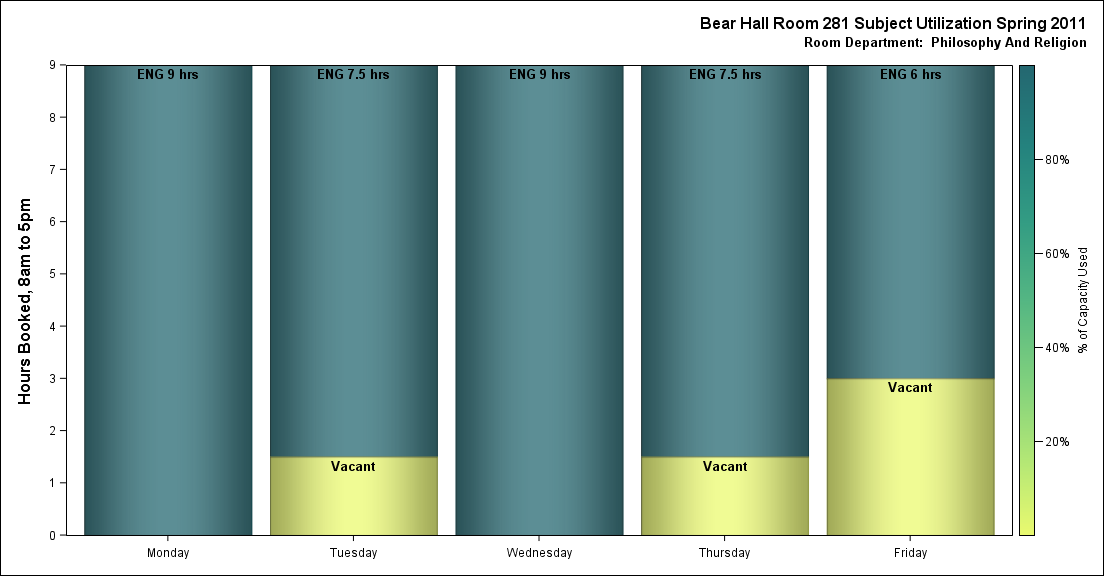 Bear Hall Room 281 Subject Utilization Spring 2011
Room Department:  Philosophy And Religion
Hours Booked, 8am to 5pm
9
8
7
6
5
4
3
2
1
0
ENG 9 hrs
ENG 7.5 hrs
ENG 9 hrs
ENG 7.5 hrs
ENG 6 hrs
Vacant
Vacant
Vacant
Monday
Tuesday
Wednesday
Thursday
Friday
80%
60%
40%
20%
% of Capacity Used